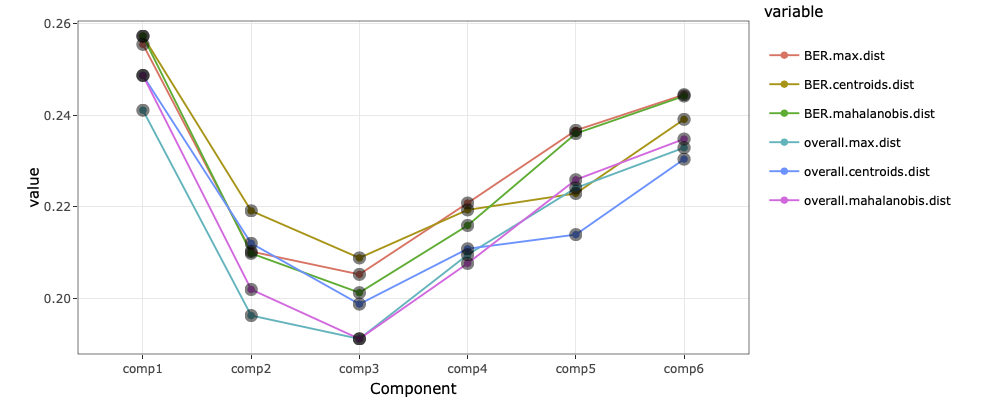 variable
0.26
0.24
0.22
0.20
value
comp1
comp2
comp3
comp4
comp5
comp6
Component
BER.max.dist
BER.centroids.dist
BER.mahalanobis.dist
overall.max.dist
overall.centroids.dist
overall.mahalanobis.dist